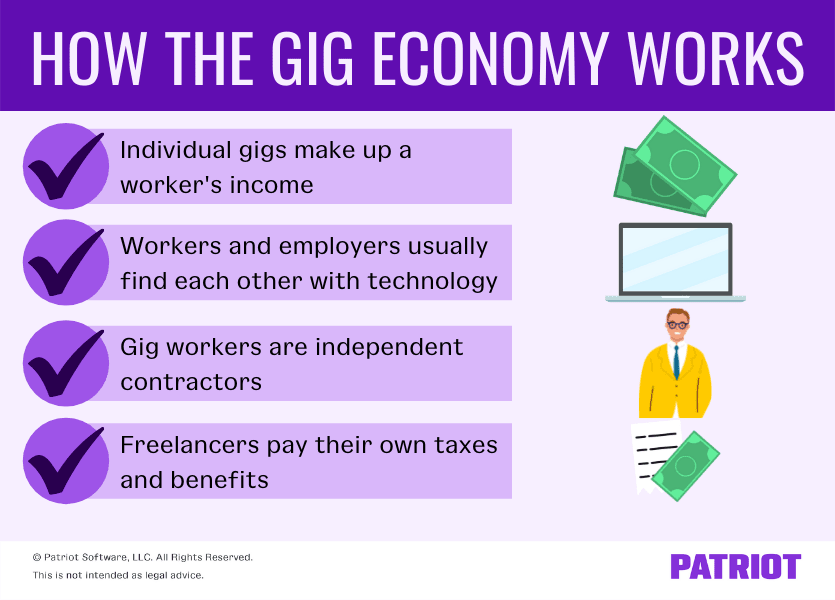 HOW THE GIG ECONOMY WORKS
Individual gigs make up a
worker's income
Workers and employers usually
find each other with technology
Gig workers are independent
contractors
Freelancers pay their own taxes
and benefits
© Patriot Software, LLC. All Rights Reserved.
This is not intended as legal advice.
PATRIOT